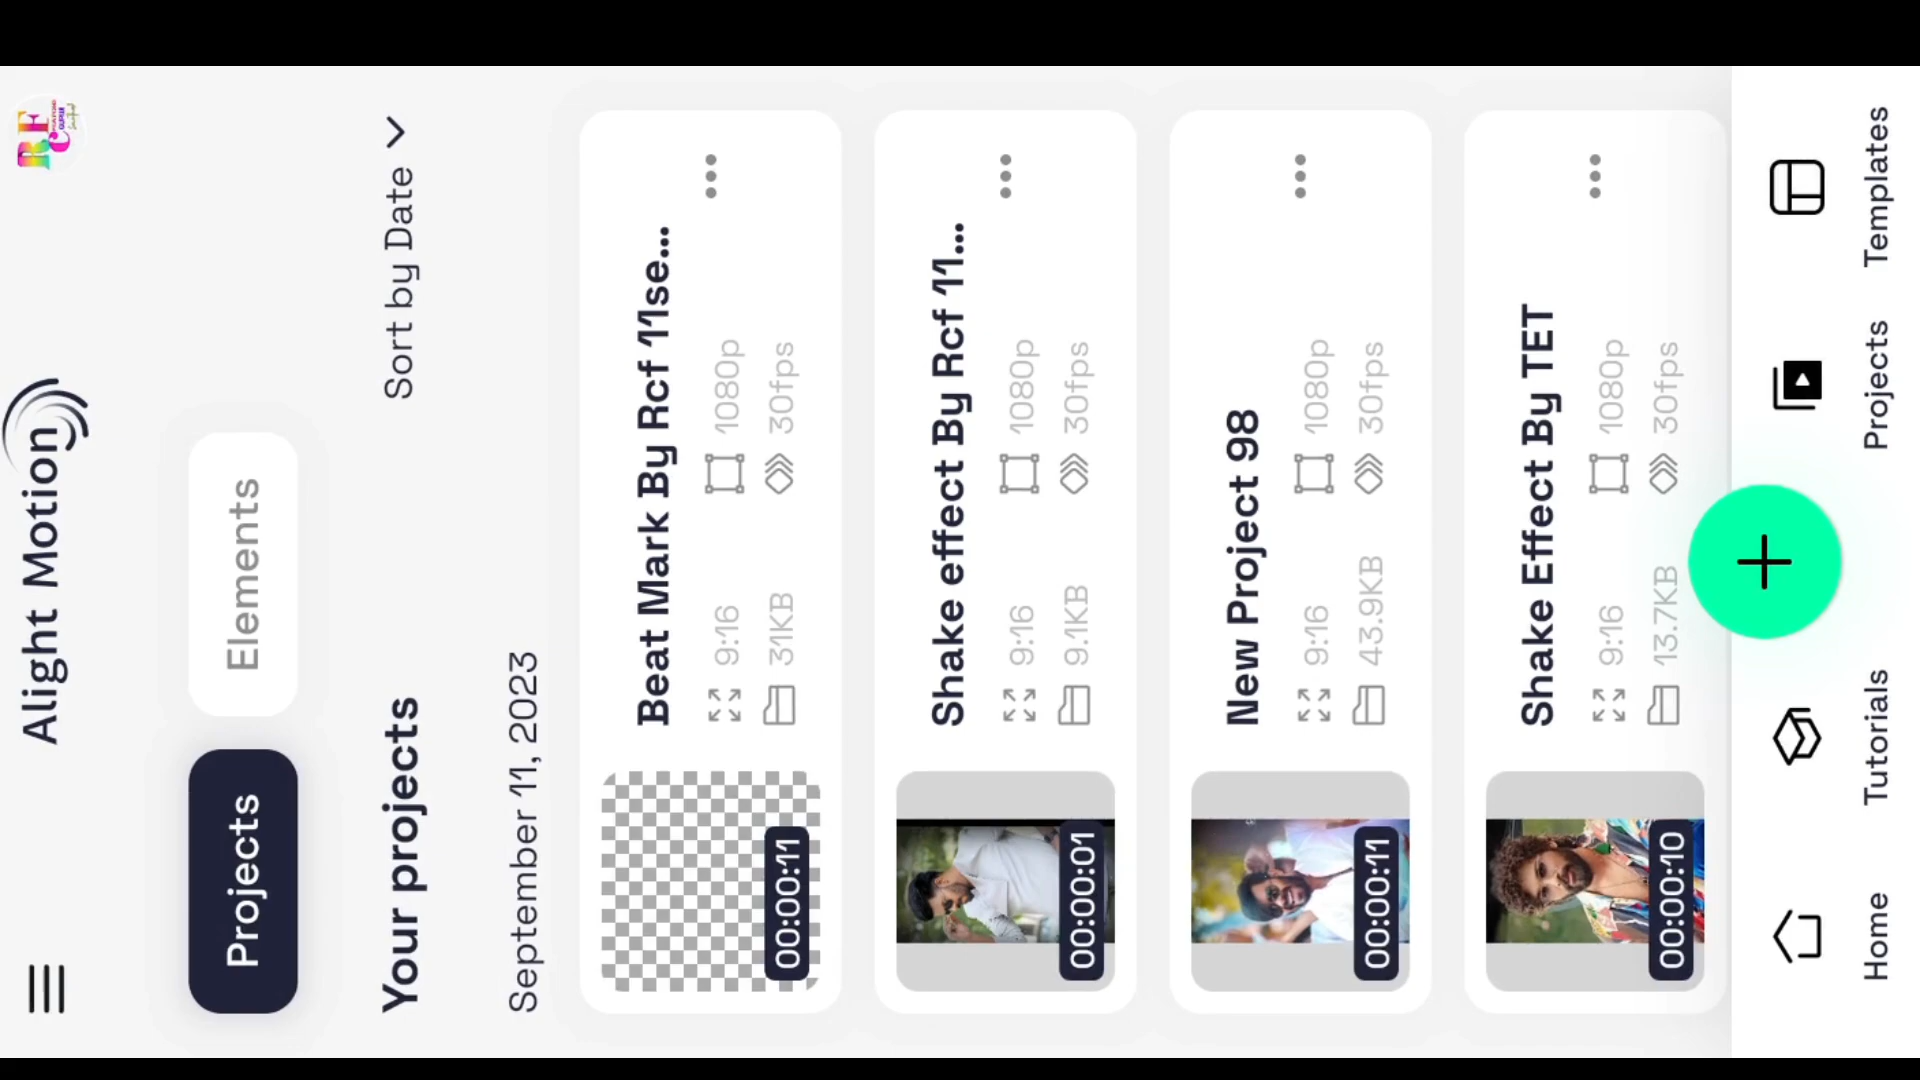 Alight Motion
RCF
Projects
Elements
Your projects
Sort by Date
September 11, 2023
Beat Mark By Rcf 11se...
9:16
1080p
31KB
30fps
00:00:11
Shake effect By Rcf 11...
9:16
1080p
9.1KB
30fps
00:00:01
New Project 98
9:16
1080p
43.9KB
30fps
00:00:11
Shake Effect By TET
9:16
1080p
13.7KB
30fps
00:00:10
Home
Tutorials
Projects
Templates